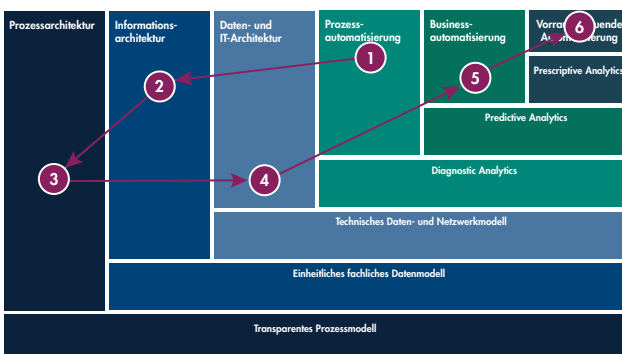 Prozessarchitektur
Informations-
architektur
Daten- und
IT-Architektur
Prozess-
automatisierung
Business-
automatisierung
6
1
2
5
3
4
Prescriptive Analytics
Predictive Analytics
Diagnostic Analytics
Technisches Daten- und Netzwerkmodell
Einheitliches fachliches Datenmodell
Transparentes Prozessmodell